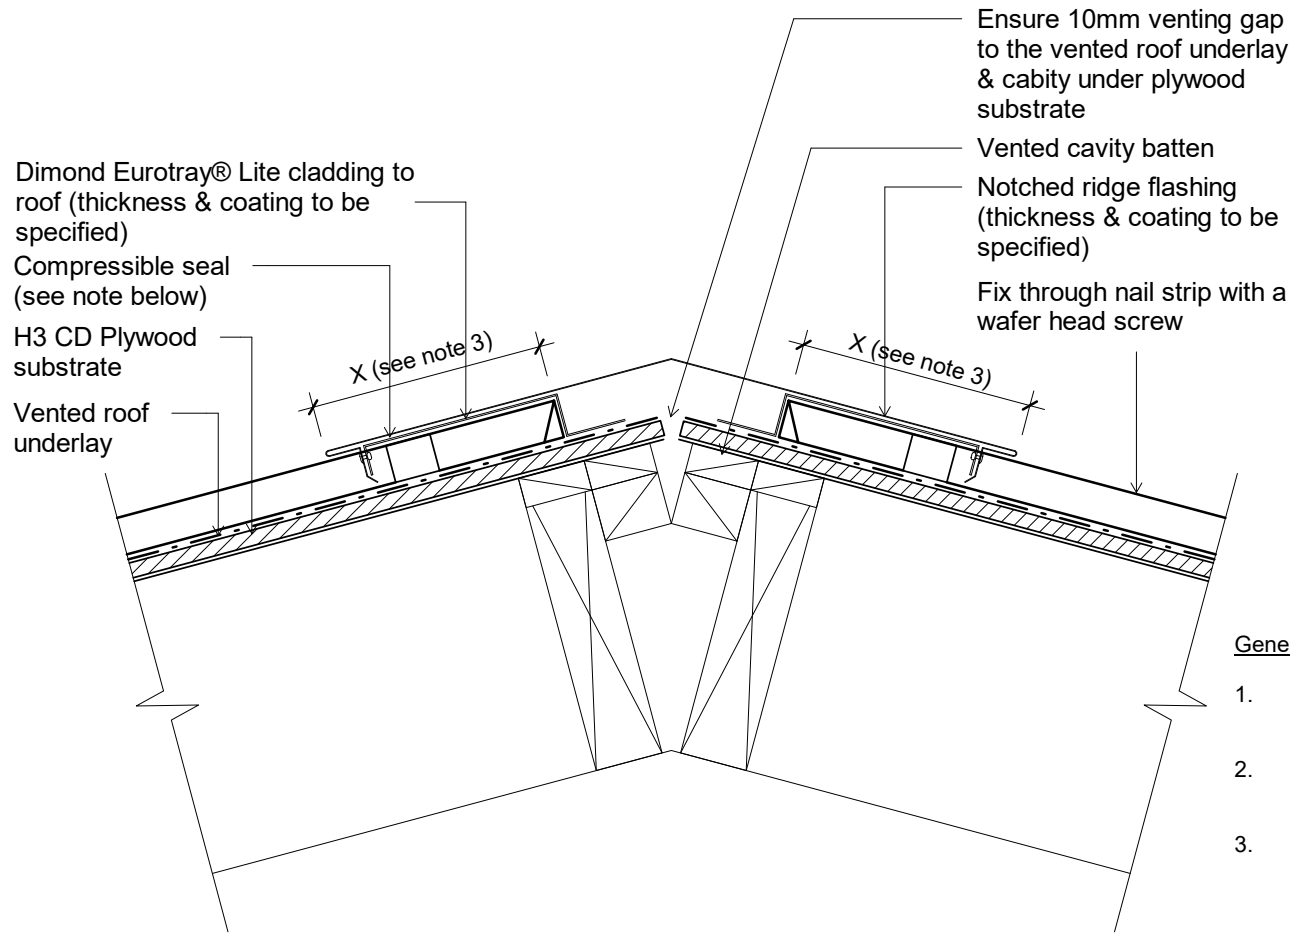 Ensure 10mm venting gap
to the vented roof underlay
& cabity under plywood
substrate
Vented cavity batten
Notched ridge flashing
(thickness & coating to be
specified)
Fix through nail strip with a
wafer head screw
Dimond Eurotray® Lite cladding to
roof (thickness & coating to be
specified)
Compressible seal
(see note below)
H3 CD Plywood
substrate
Vented roof
underlay
X (see note 3)
X (see note 3)
Gene
1.
2.
3.